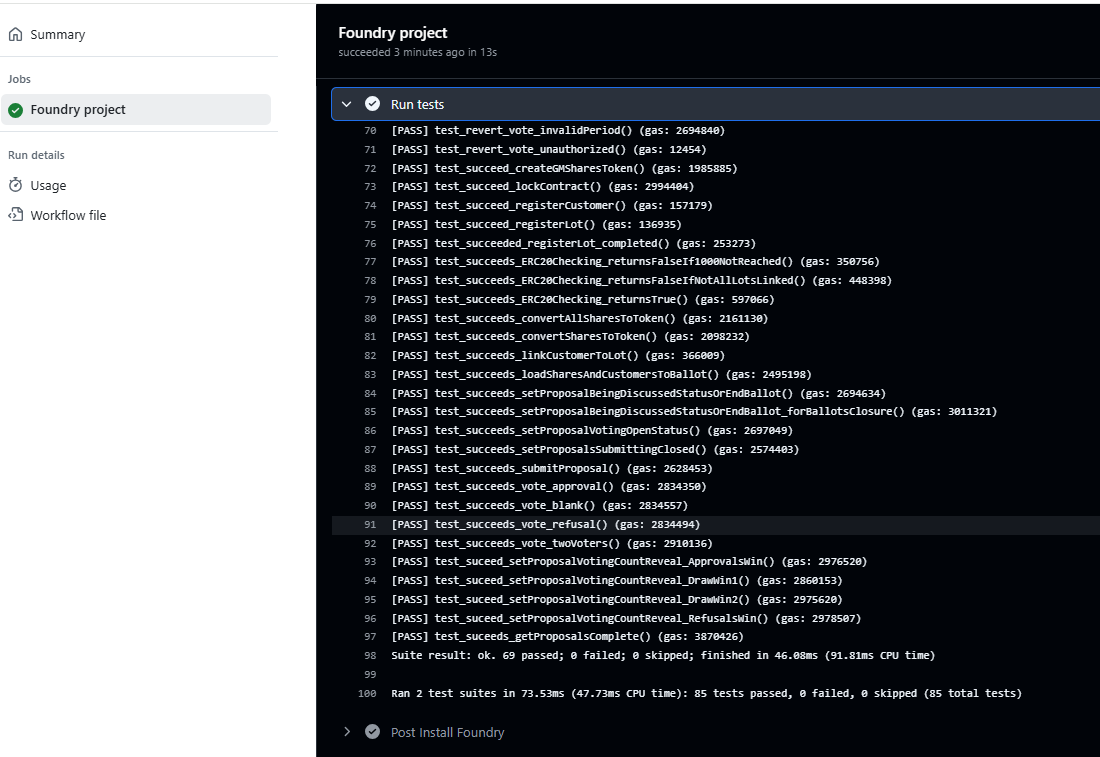 Summary
Jobs
Foundry project
Run details
Usage
Workflow file
Foundry project
succeeded 3 minutes ago in 13s
Run tests
70 [PASS] test_revert_vote_invalidPeriod() (gas: 2694840)
71 [PASS] test_revert_vote_unauthorized() (gas: 12454)
72 [PASS] test_succeed_createGMSharesToken() (gas: 1985885)
73 [PASS] test_succeed_lockContract() (gas: 2994404)
74 [PASS] test_succeed_registerCustomer() (gas: 157179)
75 [PASS] test_succeed_registerLot() (gas: 136935)
76 [PASS] test_succeeded_registerLot_completed() (gas: 253273)
77 [PASS] test_succeeds_ERC20Checking_returnsFalseIf1000NotReached() (gas: 350756)
78 [PASS] test_succeeds_ERC20Checking_returnsFalseIfNotAllLotsLinked() (gas: 448398)
79 [PASS] test_succeeds_ERC20Checking_returnsTrue() (gas: 597066)
80 [PASS] test_succeeds_convertAllSharesToToken() (gas: 2161130)
81 [PASS] test_succeeds_convertSharesToToken() (gas: 2098232)
82 [PASS] test_succeeds_linkCustomerToLot() (gas: 366009)
83 [PASS] test_succeeds_loadSharesAndCustomersToBallot() (gas: 2495198)
84 [PASS] test_succeeds_setProposalBeingDiscussedStatusOrEndBallot() (gas: 2694634)
85 [PASS] test_succeeds_setProposalBeingDiscussedStatusOrEndBallot_forBallotsClosure() (gas: 3011321)
86 [PASS] test_succeeds_setProposalVotingOpenStatus() (gas: 2697049)
87 [PASS] test_succeeds_setProposalsSubmittingClosed() (gas: 2574403)
88 [PASS] test_succeeds_submitProposal() (gas: 2628453)
89 [PASS] test_succeeds_vote_approval() (gas: 2834350)
90 [PASS] test_succeeds_vote_blank() (gas: 2834557)
91 [PASS] test_succeeds_vote_refusal() (gas: 2834494)
92 [PASS] test_succeeds_vote_twoVoters() (gas: 2910136)
93 [PASS] test_suceed_setProposalVotingCountReveal_ApprovalsWin() (gas: 2976520)
94 [PASS] test_suceed_setProposalVotingCountReveal_DrawWin1() (gas: 2860153)
95 [PASS] test_suceed_setProposalVotingCountReveal_DrawWin2() (gas: 2975620)
96 [PASS] test_suceed_setProposalVotingCountReveal_RefusalsWin() (gas: 2978507)
97 [PASS] test_suceeds_getProposalsComplete() (gas: 3870426)
98 Suite result: ok. 69 passed; 0 failed; 0 skipped; finished in 46.08ms (91.81ms CPU time)
99
100 Ran 2 test suites in 73.53ms (47.73ms CPU time): 85 tests passed, 0 failed, 0 skipped (85 total tests)
Post Install Foundry